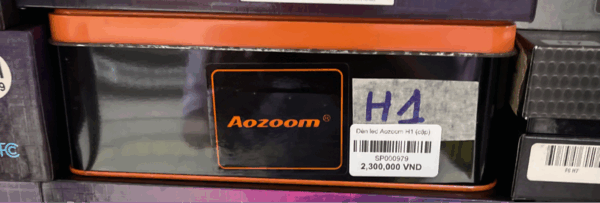 Aozoom®
H1
Đèn led Aozoom H1 (cặp)
SP000979
2,300,000 VND